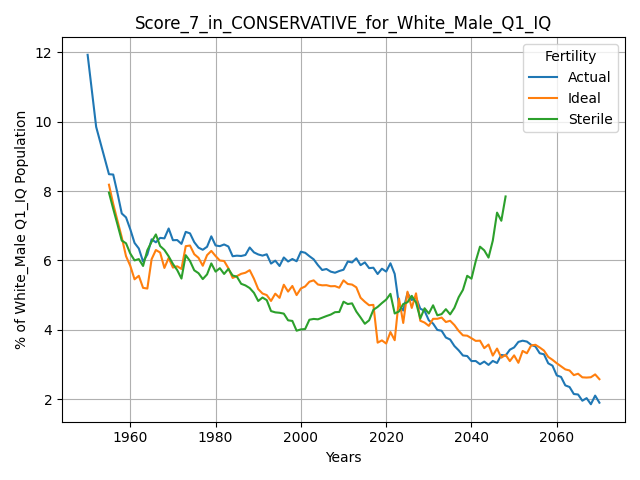 Score_7_in_CONSERVATIVE_for_White_Male_Q1_IQ
% of White_Male Q1_IQ Population
12
10
8
6
4
2
Fertility
Actual
Ideal
Sterile
1960
1980
2000
2020
2040
2060
Years